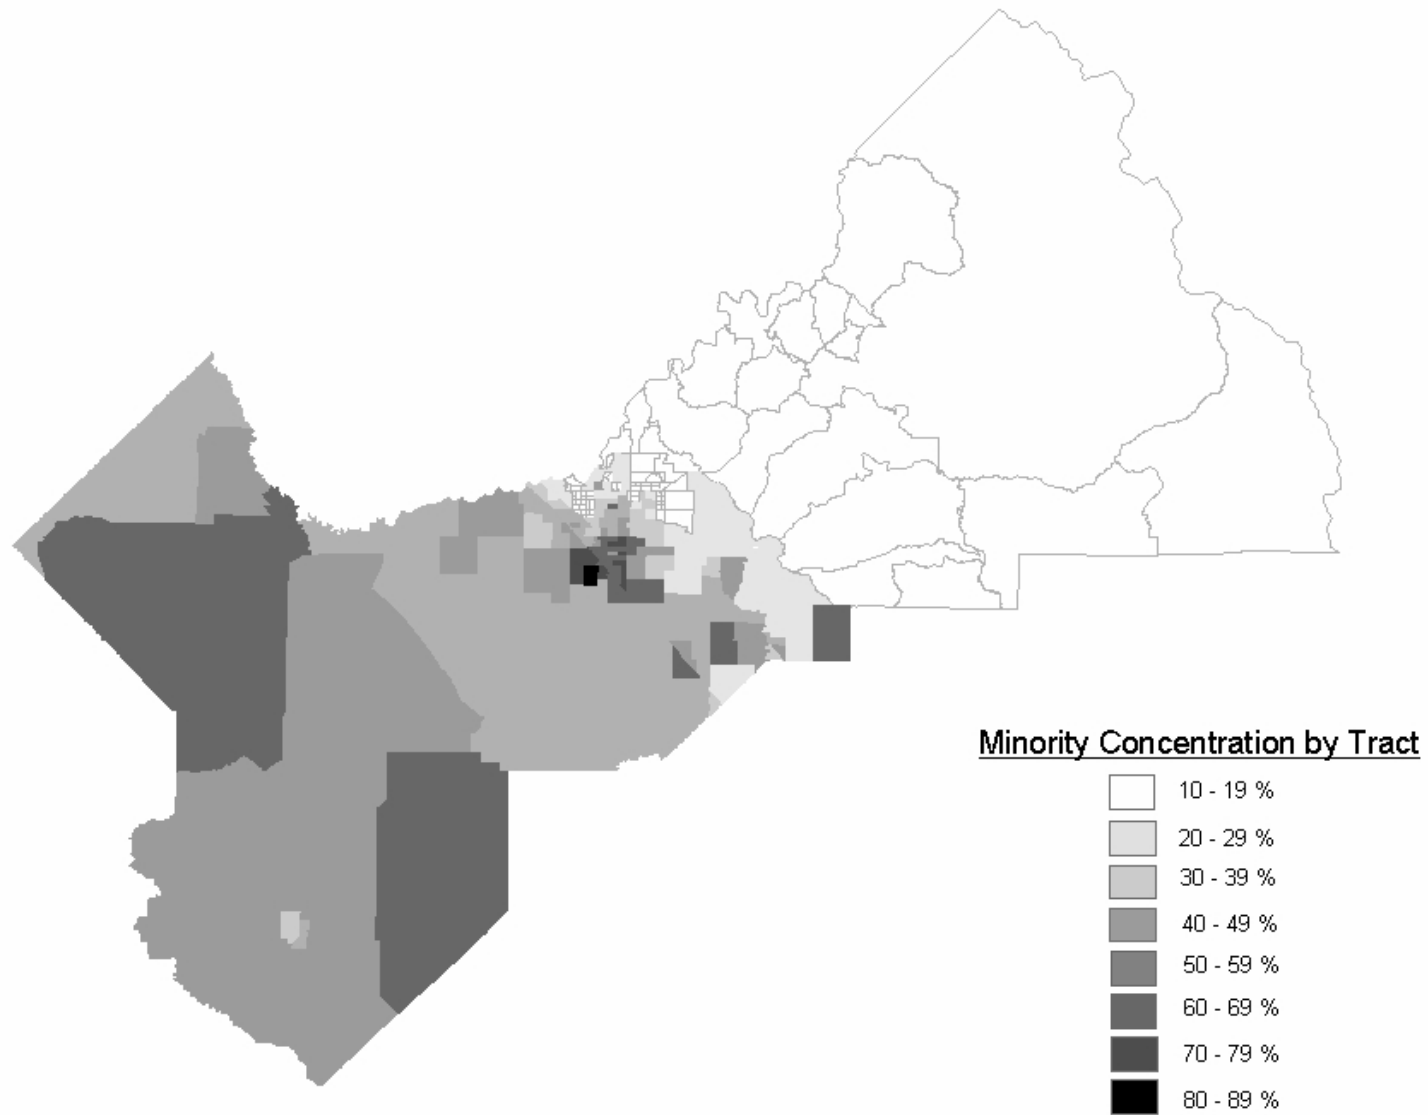 Minority Concentration by Tract
10 - 19 %
20 - 29 %
30 - 39 %
40 - 49 %
50 - 59 %
60 - 69 %
70 - 79 %
80 - 89 %